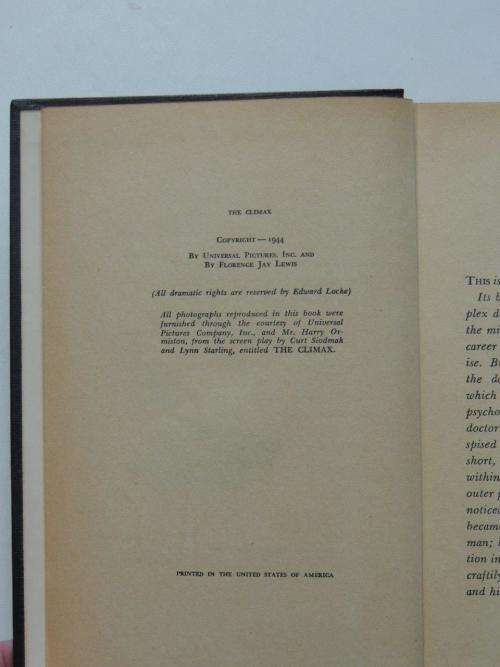 THE CLIMAX
COPYRIGHT — 1944
BY UNIVERSAL PICTURES, INC. AND
BY FLORENCE JAY LEWIS
(All dramatic rights are reserved by Edward Locke)
All photographs reproduced in this book were
furnished through the courtesy of Universal
Pictures Company, Inc., and Mr. Harry Or-
miston, from the screen play by Curt Siodmak
and Lynn Starling, entitled THE CLIMAX.
PRINTED IN THE UNITED STATES OF AMERICA
THIS is
Its
plex
the
career
ise.
the
which
psycho
doctor
spised
short,
within
outer
notice
becam
man;
tion in
craftily
and